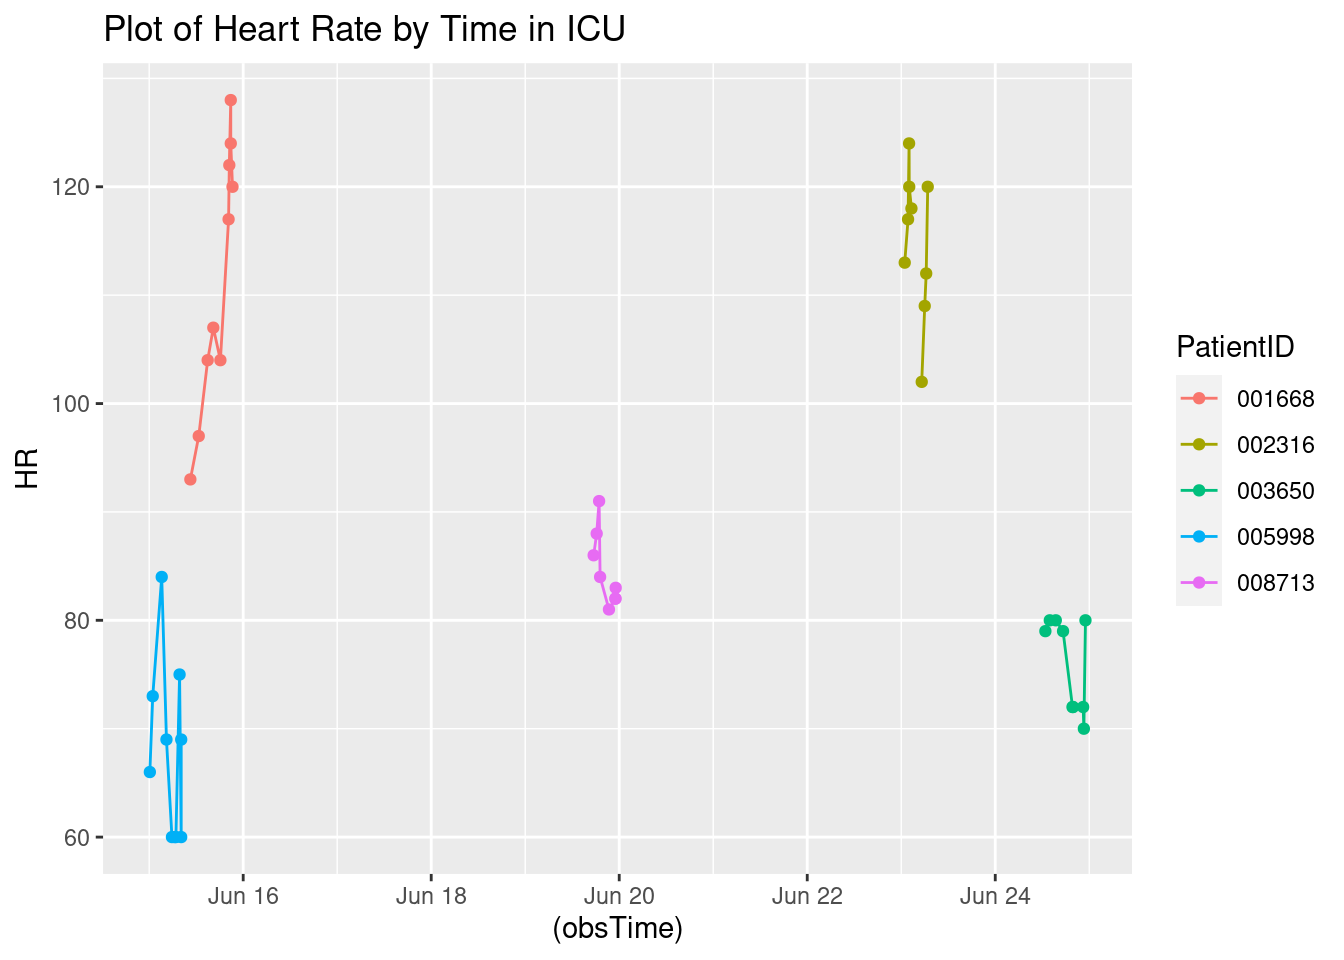 Plot of Heart Rate by Time in ICU
HR
120
100
80
60
Jun 16
Jun 18
Jun 20
Jun 22
Jun 24
(obsTime)
PatientID
001668
002316
003650
005998
008713